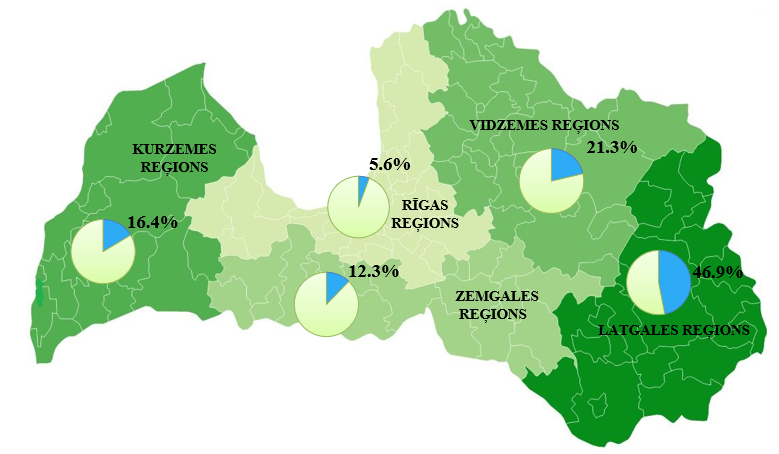 KURZEMES
REĢIONS
16.4%
5.6%
RĪGAS
REĢIONS
VIDZEMES REĢIONS
21.3%
12.3%
ZEMGALES
REĢIONS
46.9%
LATGALES REĢIONS